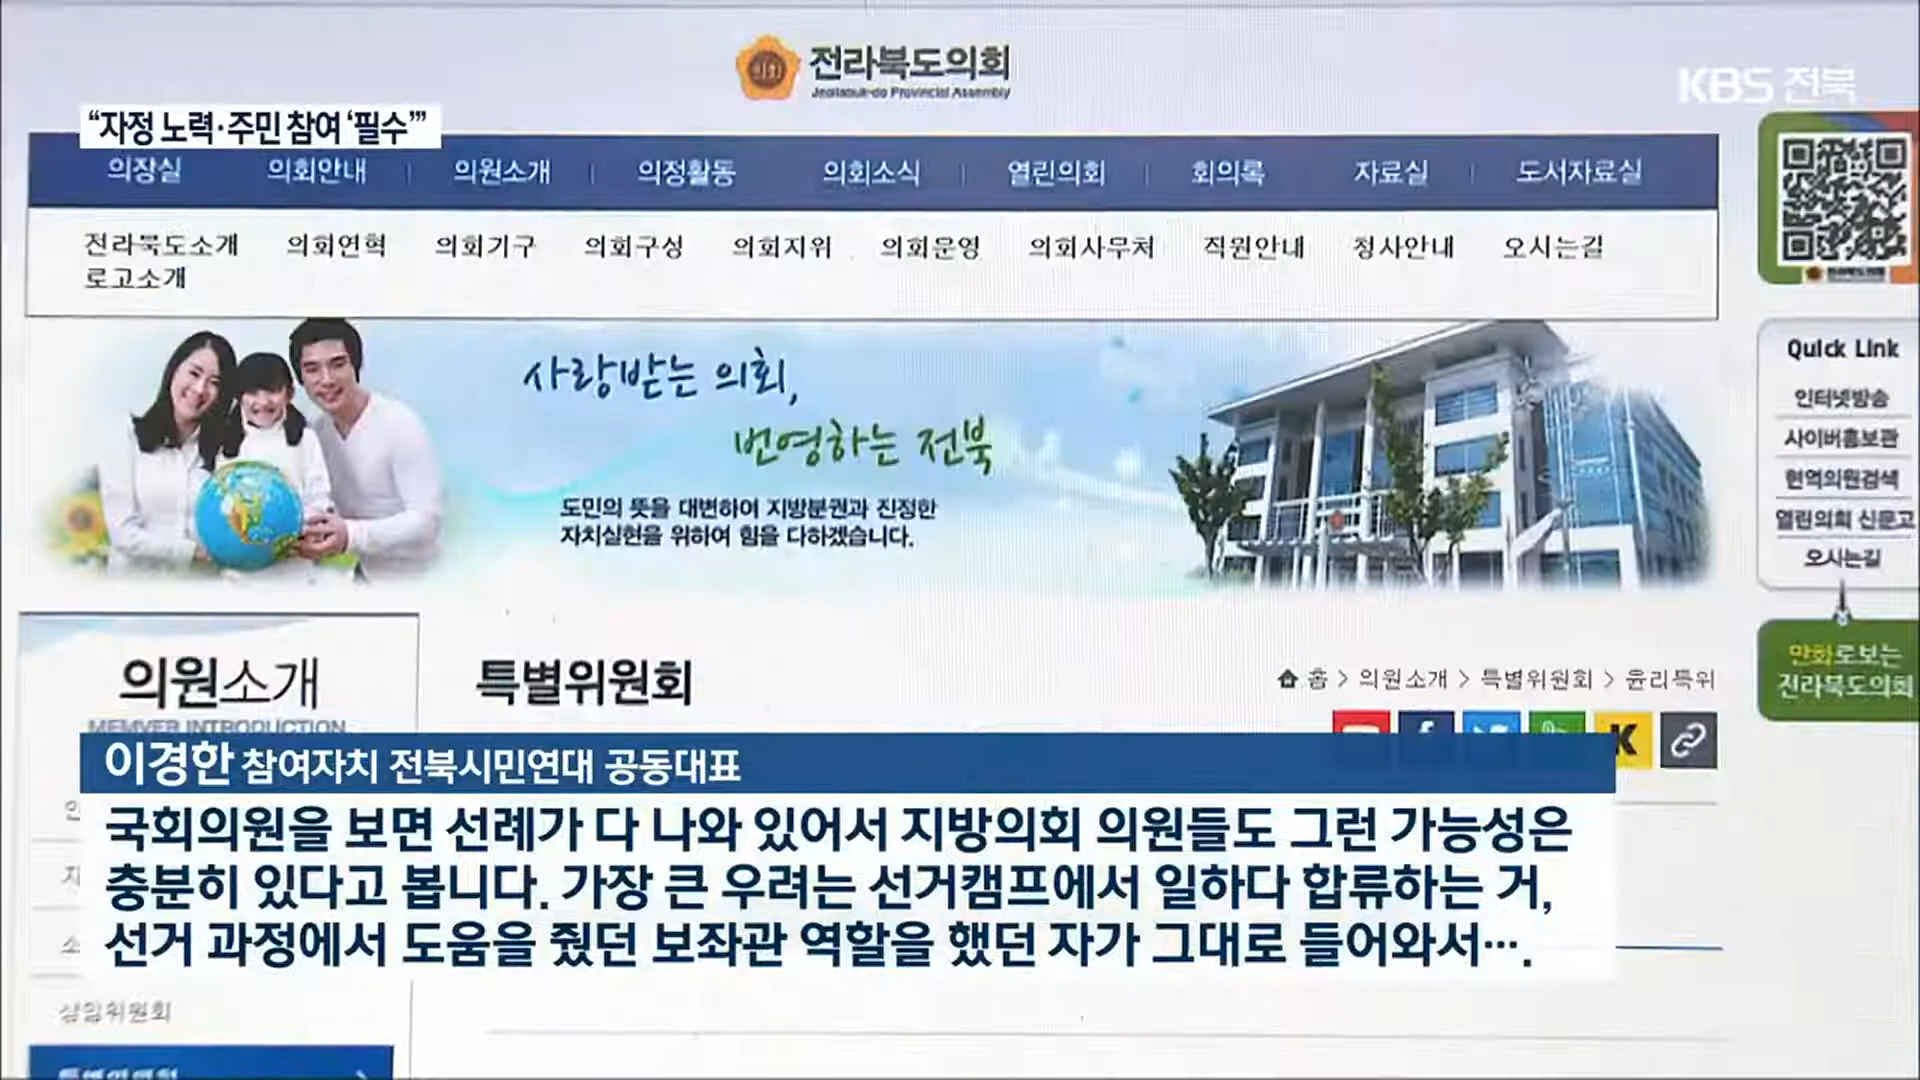 전라북도의회
Jeollabuk-do Provincial Assembly
KBS 전북
“자정 노력·주민 참여 ‘필수’”
의장실 의회안내 의원소개 의정활동 의회소식 열린의회 회의록 자료실 도서자료실
전라북도소개 의회연혁 의회기구 의회구성 의회지위 의회운영 의회사무처 직원안내 청사안내 오시는길
로고소개
사랑받는 의회,
번영하는 전북
도민의 뜻을 대변하여 지방분권과 진정한
자치실현을 위하여 힘을 다하겠습니다.
전라북도의회
Quick Link
인터넷방송
사이버홍보관
현역의원검색
열린의회 신문고
오시는길
만화로보는
전라북도의회
의원소개
MEMVER INTRODUCTION
특별위원회
홈 > 의원소개 > 특별위원회 > 윤리특위
이경한 참여자치 전북시민연대 공동대표
국회의원을 보면 선례가 다 나와 있어서 지방의회 의원들도 그런 가능성은
충분히 있다고 봅니다. 가장 큰 우려는 선거캠프에서 일하다 합류하는 거,
선거 과정에서 도움을 줬던 보좌관 역할을 했던 자가 그대로 들어와서….
상임위원회